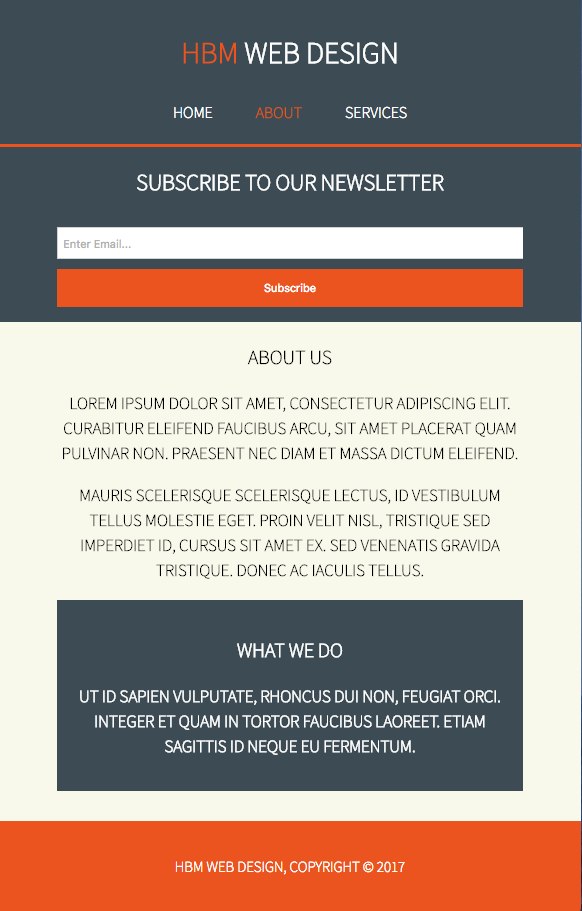 HBM WEB DESIGN
HOME ABOUT SERVICES
SUBSCRIBE TO OUR NEWSLETTER
Enter Email...
Subscribe
ABOUT US
LOREM IPSUM DOLOR SIT AMET, CONSECTETUR ADIPISCING ELIT.
CURABITUR ELEIFEND FAUCIBUS ARCU, SIT AMET PLACERAT QUAM
PULVINAR NON. PRAESENT NEC DIAM ET MASSA DICTUM ELEIFEND.
MAURIS SCELERISQUE SCELERISQUE LECTUS, ID VESTIBULUM
TELLUS MOLESTIE EGET. PROIN VELIT NISL, TRISTIQUE SED
IMPERDIET ID, CURSUS SIT AMET EX. SED VENENATIS GRAVIDA
TRISTIQUE. DONEC AC IACULIS TELLUS.
WHAT WE DO
UT ID SAPIEN VULPUTATE, RHONCUS DUI NON, FEUGIAT ORCI.
INTEGER ET QUAM IN TORTOR FAUCIBUS LAOREET. ETIAM
SAGITTIS ID NEQUE EU FERMENTUM.
HBM WEB DESIGN, COPYRIGHT © 2017